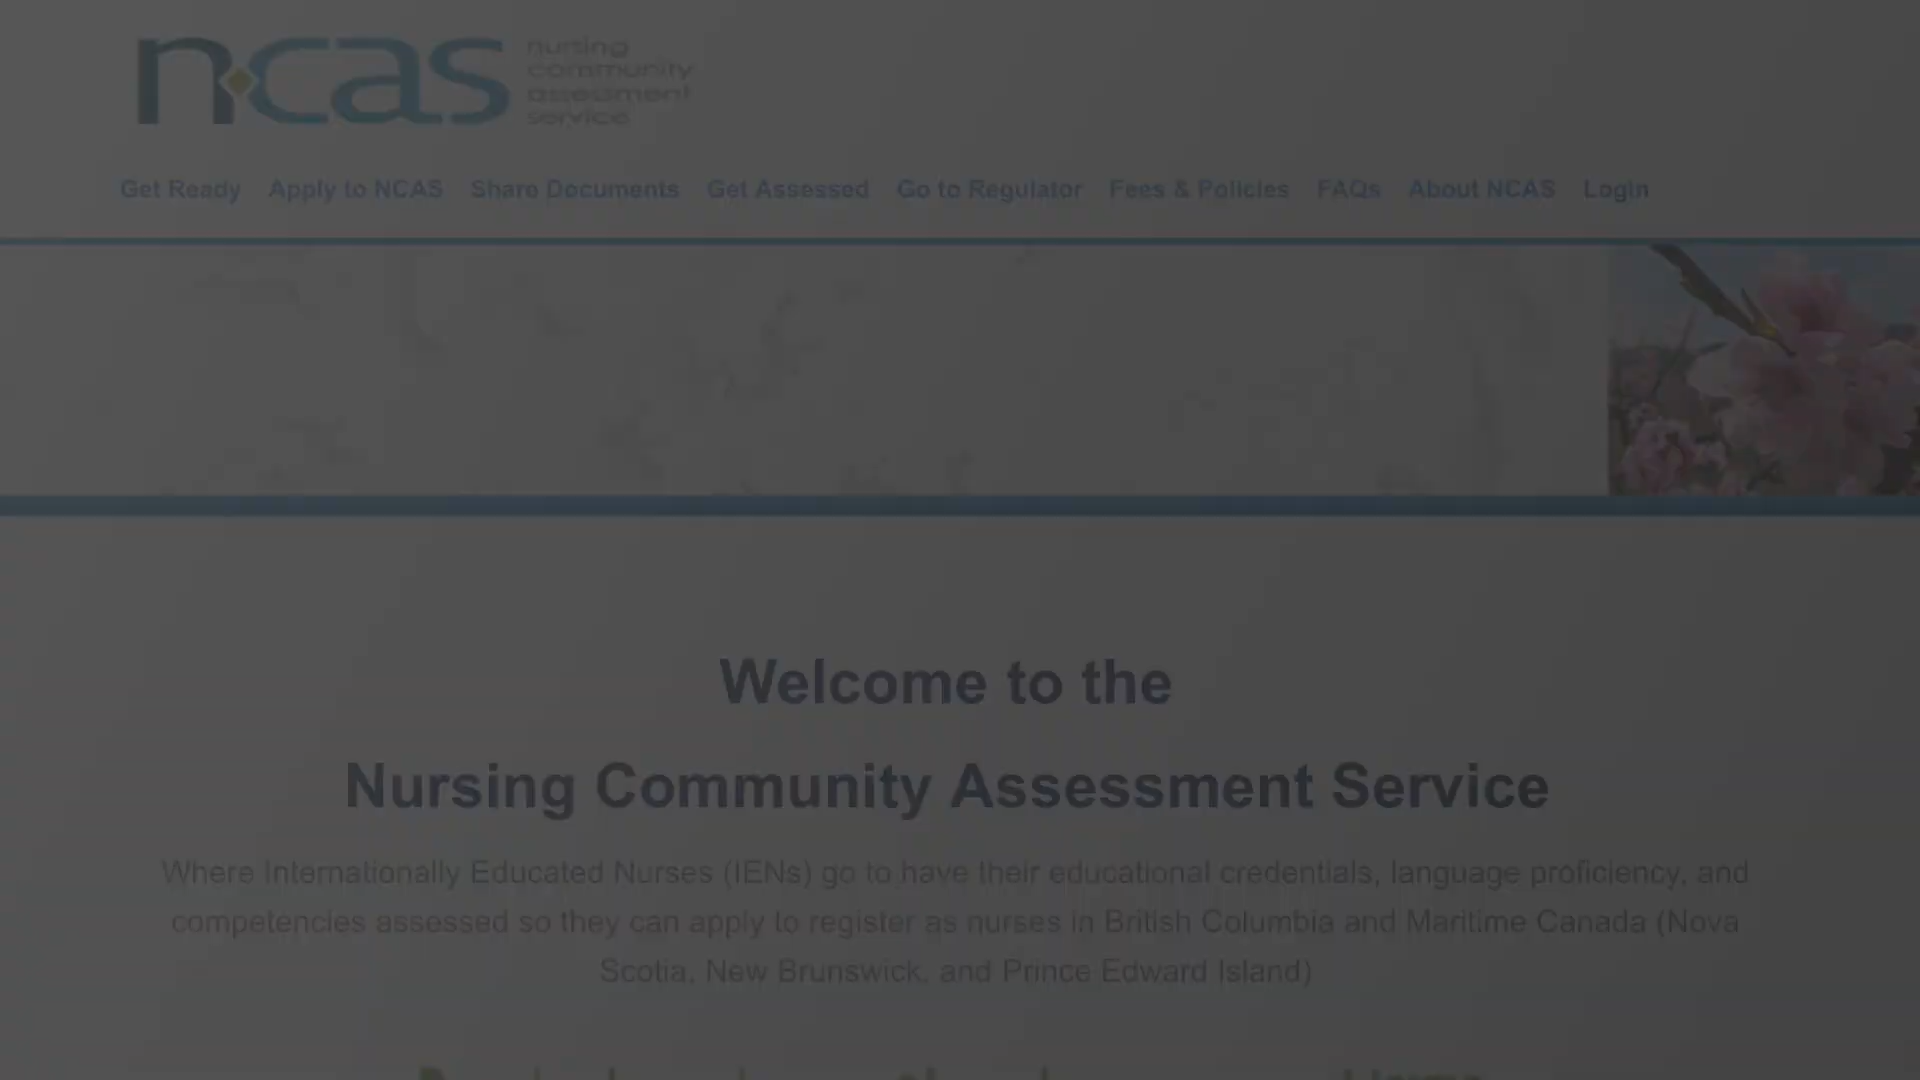 ncas
nursing
community
assessment
service
Get Ready Apply to NCAS Share Documents Get Assessed Go to Regulator Fees & Policies FAQs About NCAS Login
Welcome to the
Nursing Community Assessment Service
Where Internationally Educated Nurses (IENs) go to have their educational credentials, language proficiency, and
competencies assessed so they can apply to register as nurses in British Columbia and Maritime Canada (Nova
Scotia, New Brunswick, and Prince Edward Island)